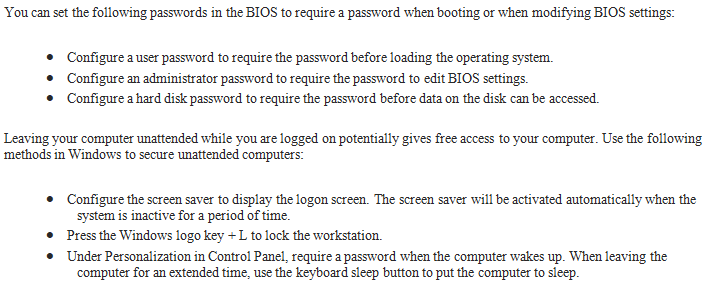 You can set the following passwords in the BIOS to require a password when booting or when modifying BIOS settings:
• Configure a user password to require the password before loading the operating system.
• Configure an administrator password to require the password to edit BIOS settings.
• Configure a hard disk password to require the password before data on the disk can be accessed.
Leaving your computer unattended while you are logged on potentially gives free access to your computer. Use the following
methods in Windows to secure unattended computers:
• Configure the screen saver to display the logon screen. The screen saver will be activated automatically when the
system is inactive for a period of time.
• Press the Windows logo key + L to lock the workstation.
• Under Personalization in Control Panel, require a password when the computer wakes up. When leaving the
computer for an extended time, use the keyboard sleep button to put the computer to sleep.